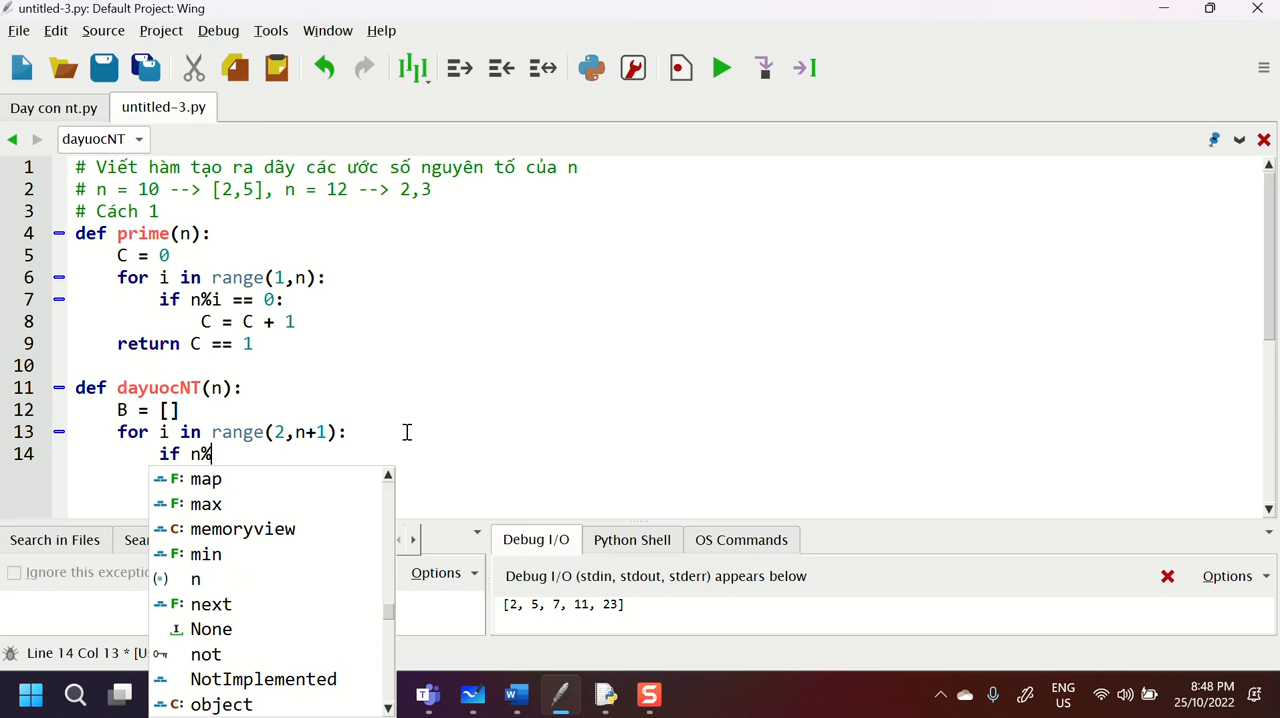 untitled-3.py: Default Project: Wing
File Edit Source Project Debug Tools Window Help
Day con nt.py untitled-3.py
dayuocNT
1 # Viết hàm tạo ra dãy các ước số nguyên tố của n
2 # n = 10 --> [2,5], n = 12 --> 2,3
3 # Cách 1
4 def prime(n):
5 C = 0
6 for i in range(1,n):
7 if n%i == 0:
8 C = C + 1
9 return C == 1
10
11 def dayuocNT(n):
12 B = []
13 for i in range(2,n+1):
14 if n%
F: map
F: max
C: memoryview
F: min
(=) n
F: next
I None
not
NotImplemented
C: object
Search in Files
Ignore this
Options
Line 14 Col 13 *
Debug I/O Python Shell OS Commands
Debug I/O (stdin, stdout, stderr) appears below Options
[2, 5, 7, 11, 23]
ENG
US
8:48 PM
25/10/2022